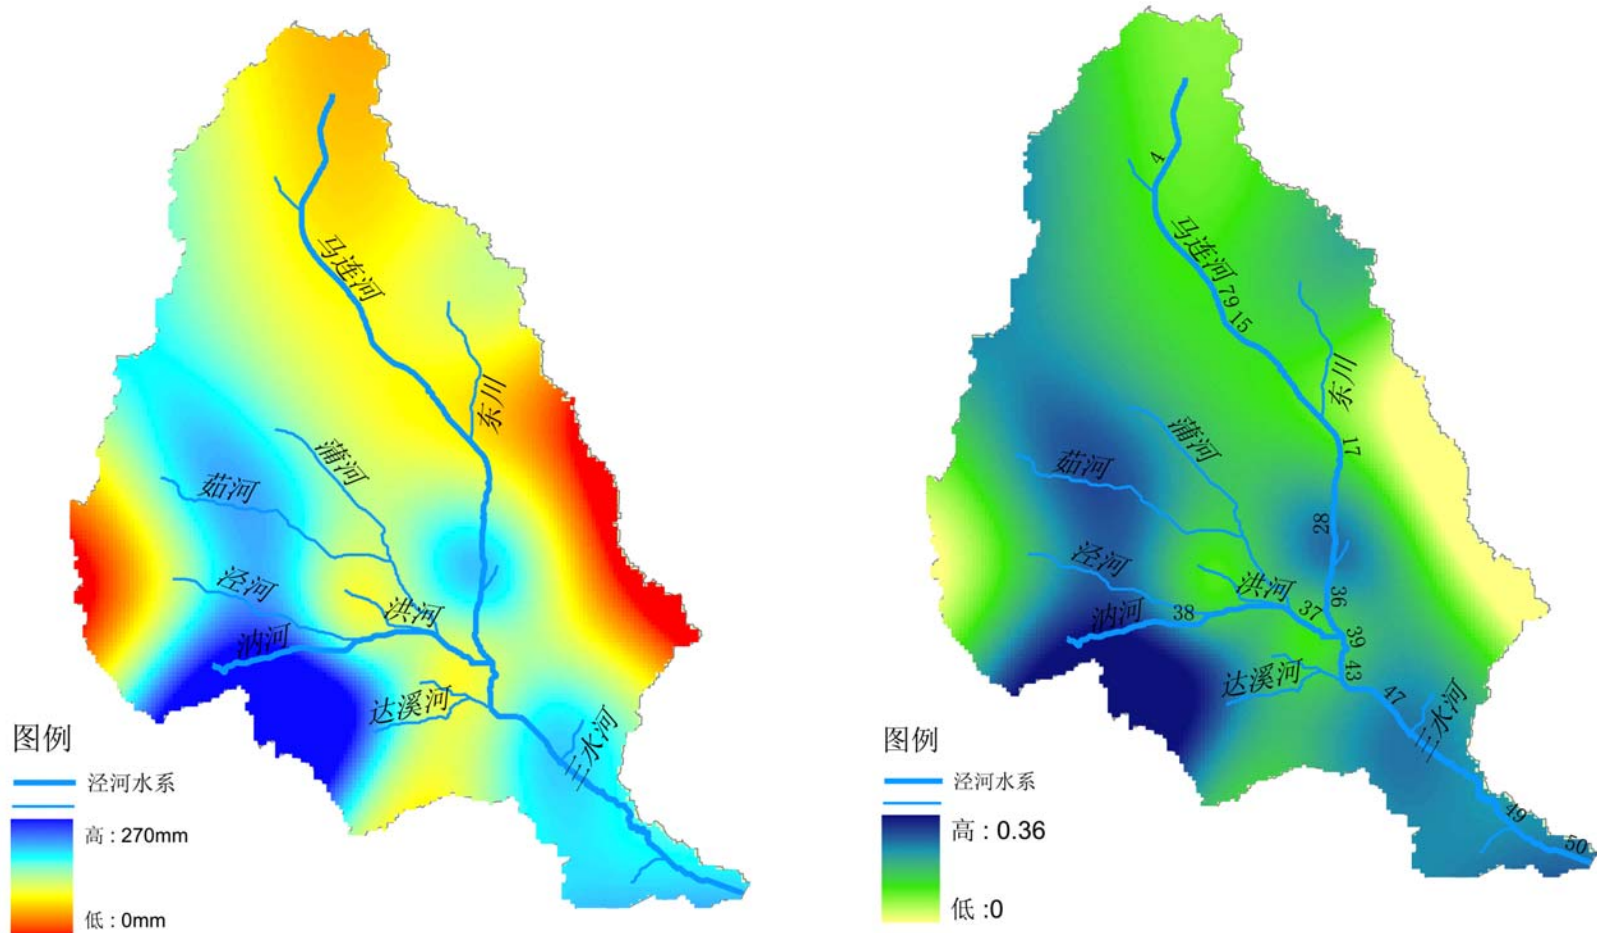 马连河
东川
蒲河
茹河
泾河
洪河
汭河
达溪河
三水河
图例
泾河水系
高：270mm
低：0mm
4
马连河
79
15
东川
17
蒲河
茹河
28
泾河
36
洪河
37
汭河
38
39
43
达溪河
47
三水河
49
50
图例
泾河水系
高：0.36
低：0